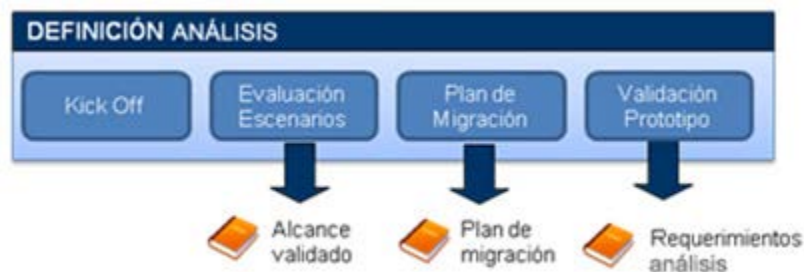 DEFINICIÓN ANÁLISIS
Kick Off
Evaluación
Escenarios
Plan de
Migración
Validación
Prototipo
Alcance
validado
Plan de
migración
Requerimientos
análisis